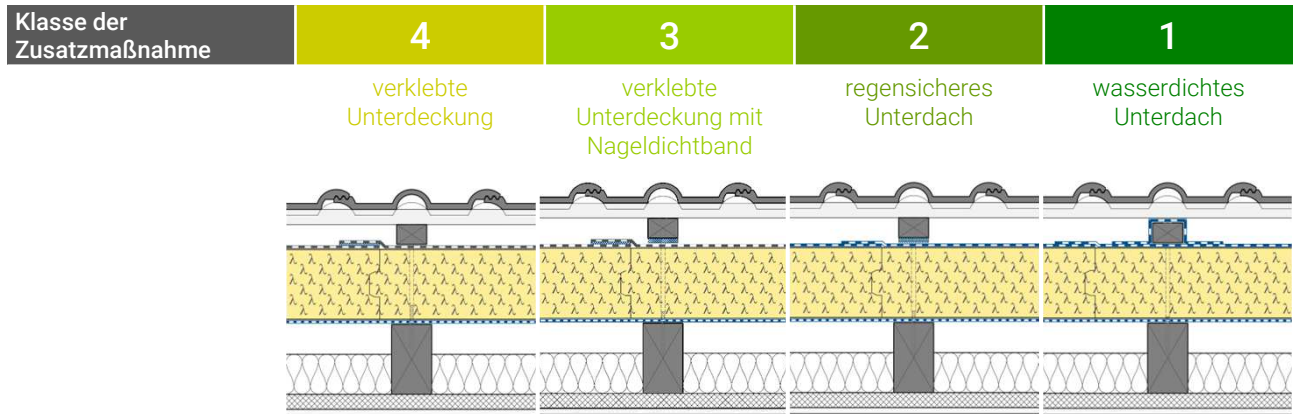 Klasse der
Zusatzmaßnahme
4
3
2
1
verklebte
Unterdeckung
verklebte
Unterdeckung mit
Nageldichtband
regensicheres
Unterdach
wasserdichtes
Unterdach